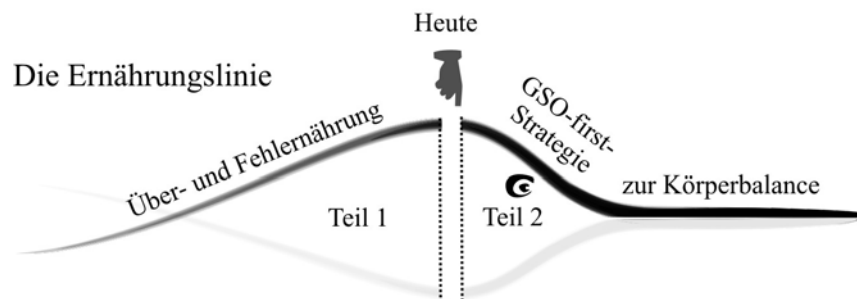 Heute
Die Ernährungslinie
Über- und Fehlernährung
GSO-first-
Strategie
zur Körperbalance
Teil 1
Teil 2